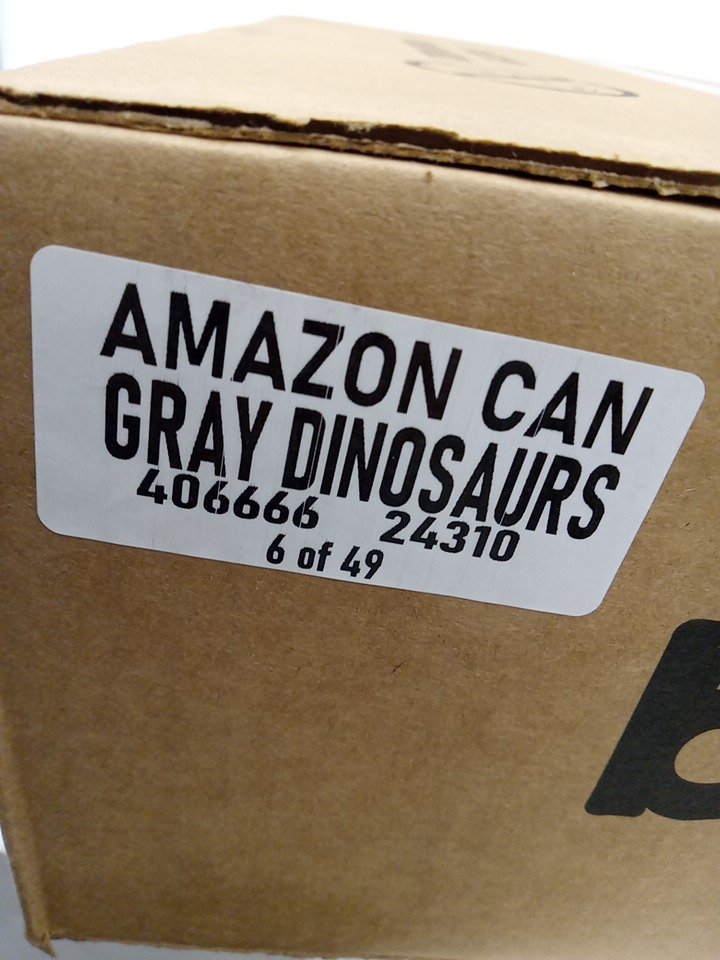 AMAZON CAN
GRAY DINOSAURS
406666 24310
6 of 49